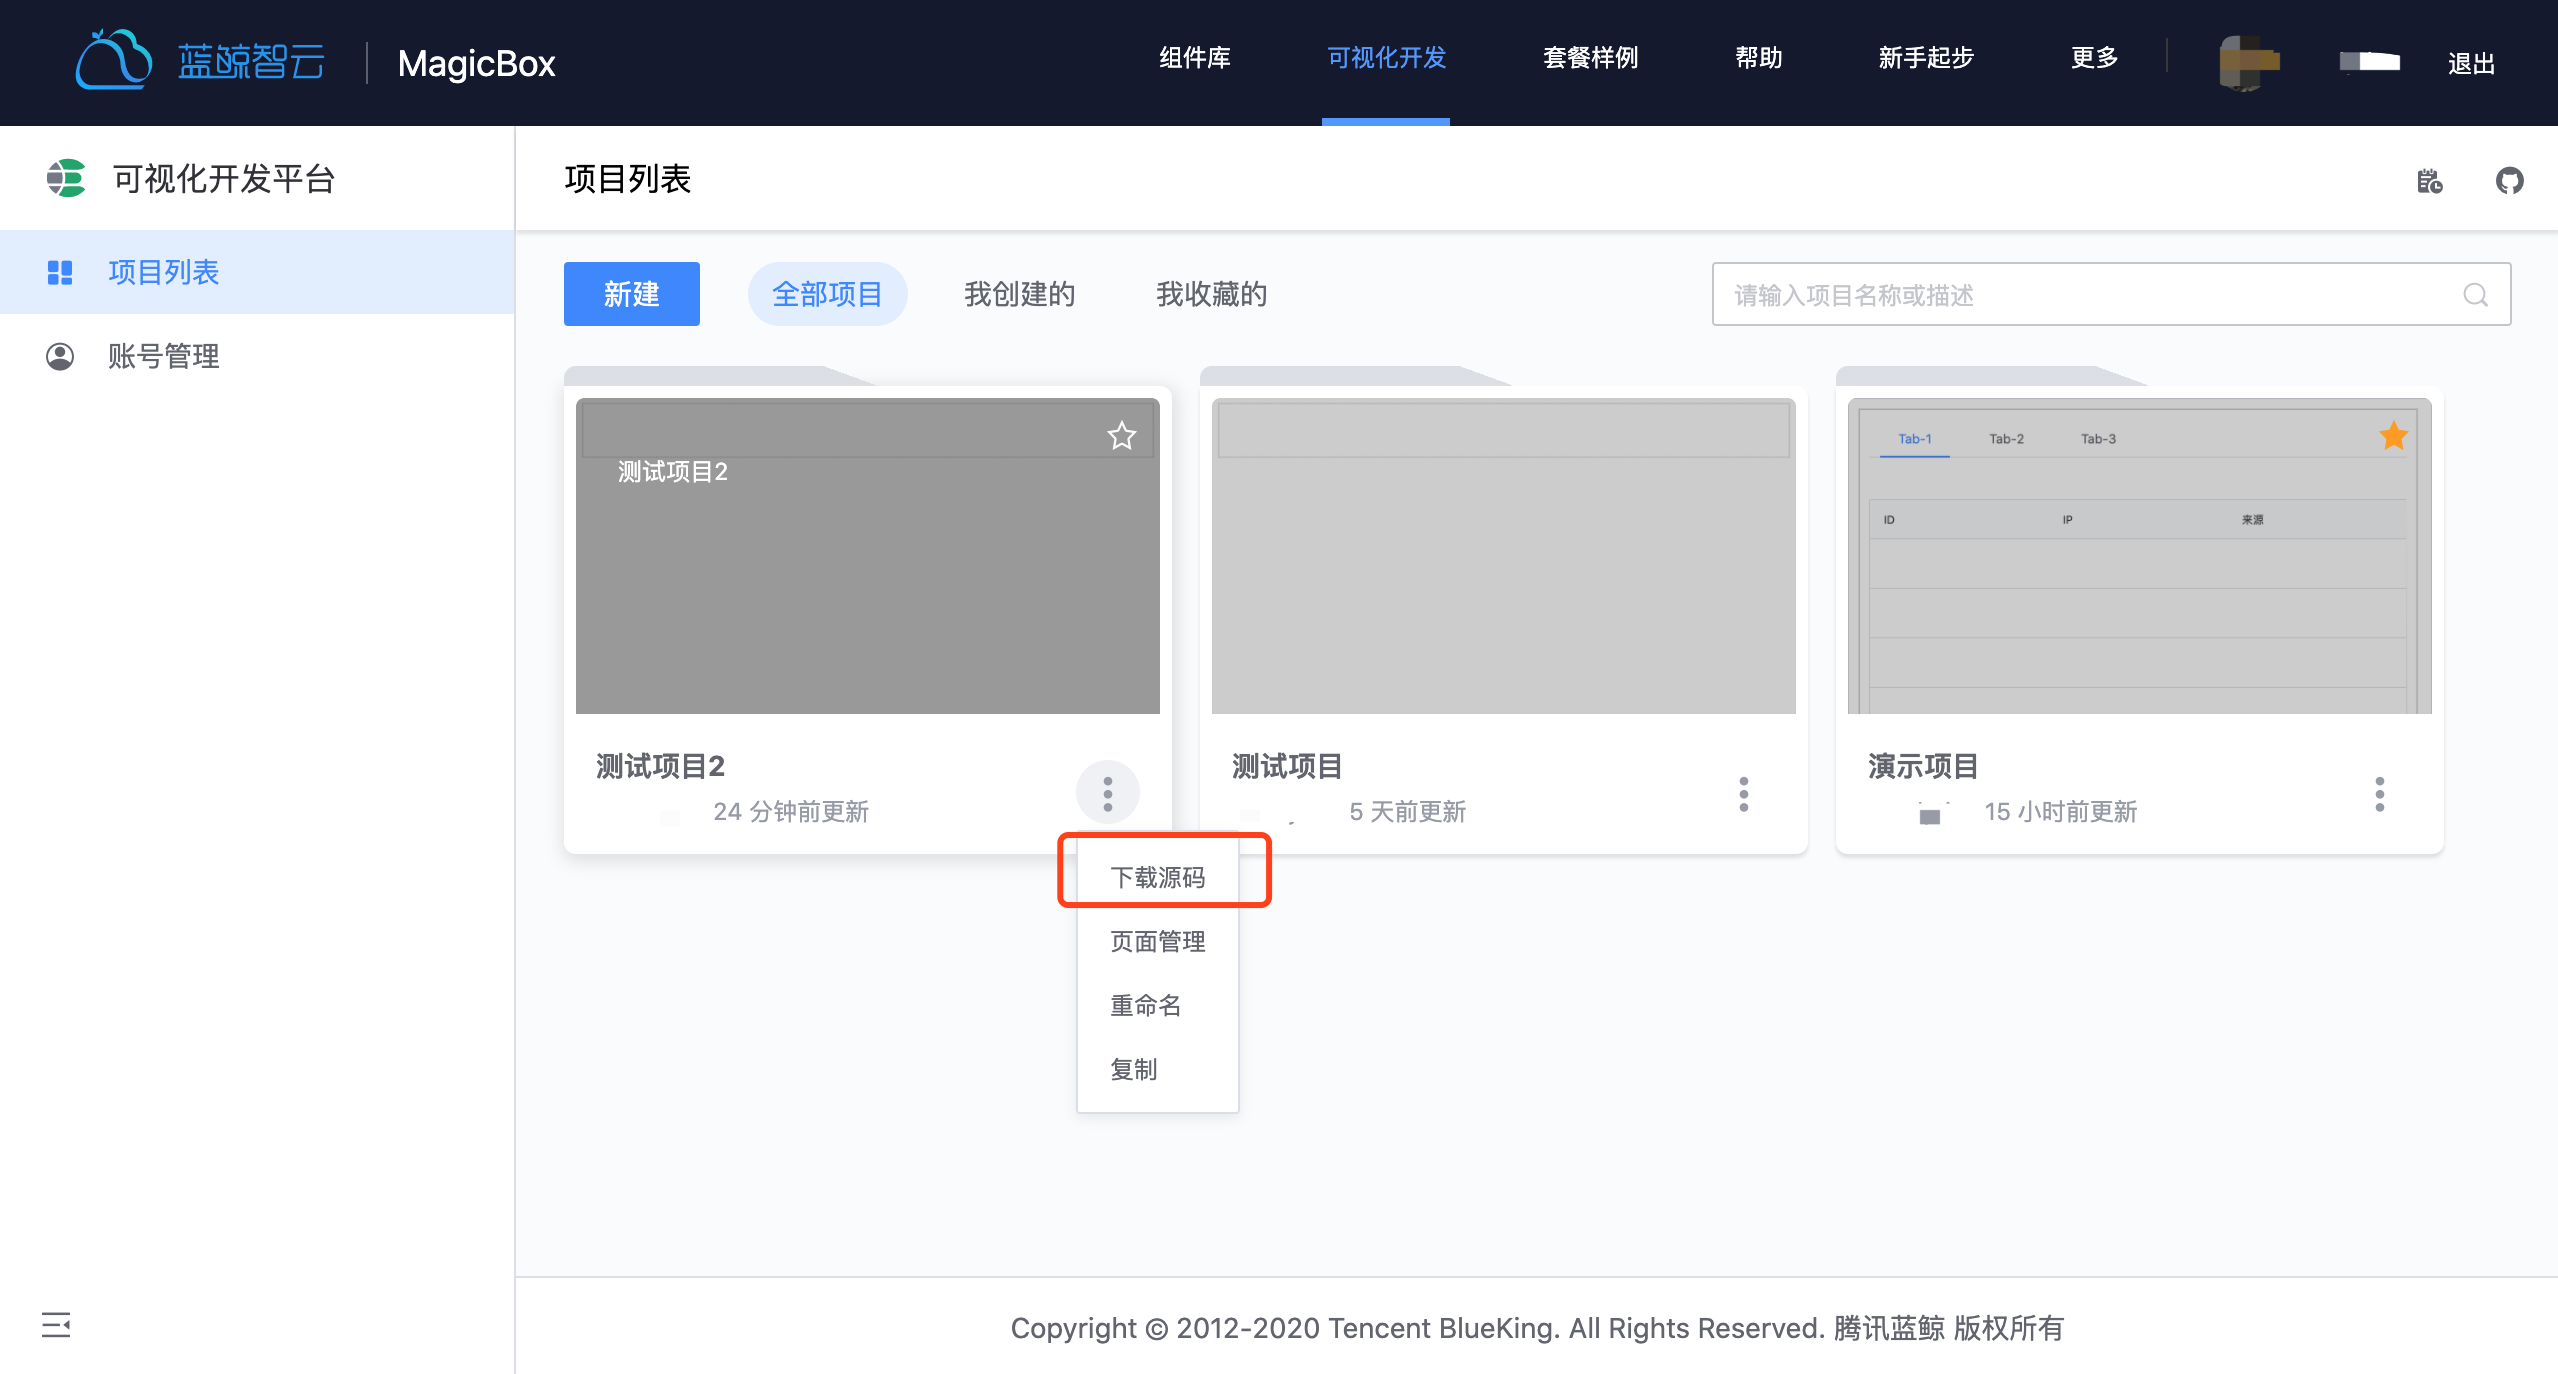 蓝鲸智云
MagicBox
组件库
可视化开发
套餐样例
帮助
新手起步
更多
退出
可视化开发平台
项目列表
项目列表
账号管理
新建
全部项目
我创建的
我收藏的
请输入项目名称或描述
测试项目2
Tab-1
Tab-2
Tab-3
ID
IP
来源
测试项目2
24 分钟前更新
测试项目
5 天前更新
演示项目
15 小时前更新
下载源码
页面管理
重命名
复制
Copyright © 2012-2020 Tencent BlueKing. All Rights Reserved. 腾讯蓝鲸 版权所有